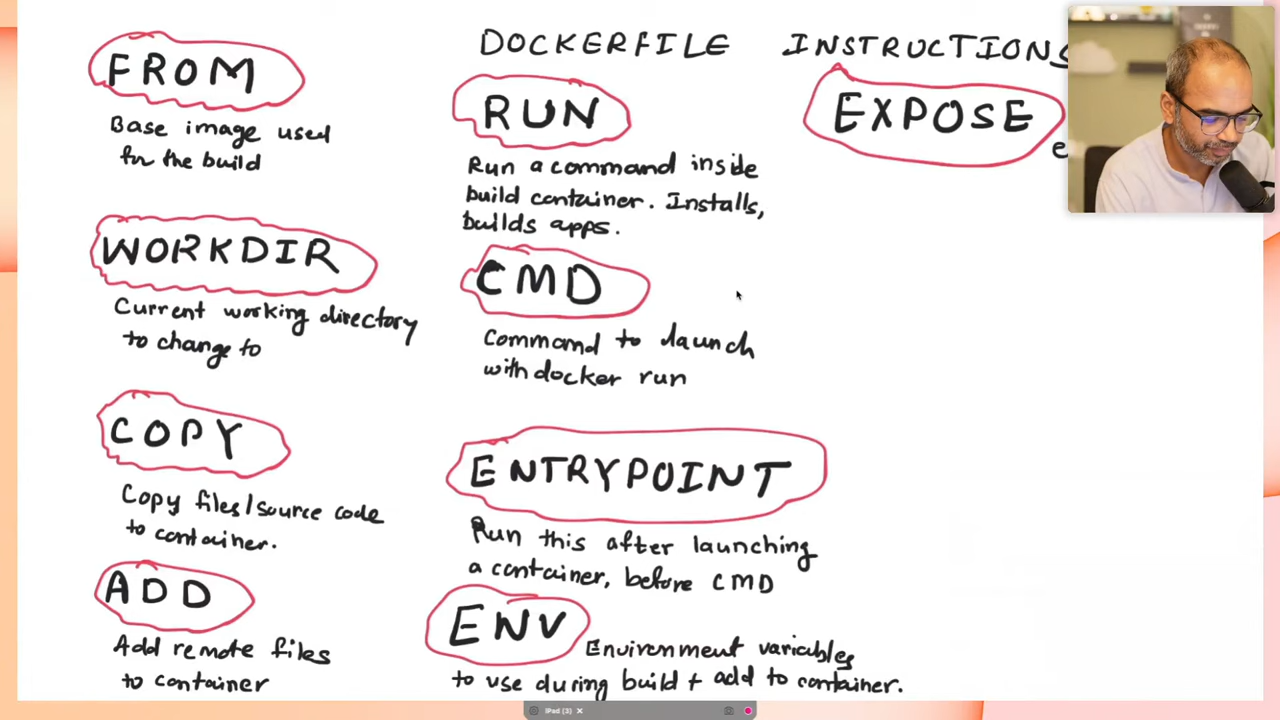 DOCKERFILE INSTRUCTIONS
FROM
Base image used
for the build
WORKDIR
Current working directory
to change to
COPY
Copy files/source code
to container.
ADD
Add remote files
to container
RUN
Run a command inside
build container. Installs,
builds apps.
CMD
Command to launch
with docker run
ENTRYPOINT
Run this after launching
a container, before CMD
ENV
Environment variables
to use during build + add to container.
EXPOSE
e
iPad (3)